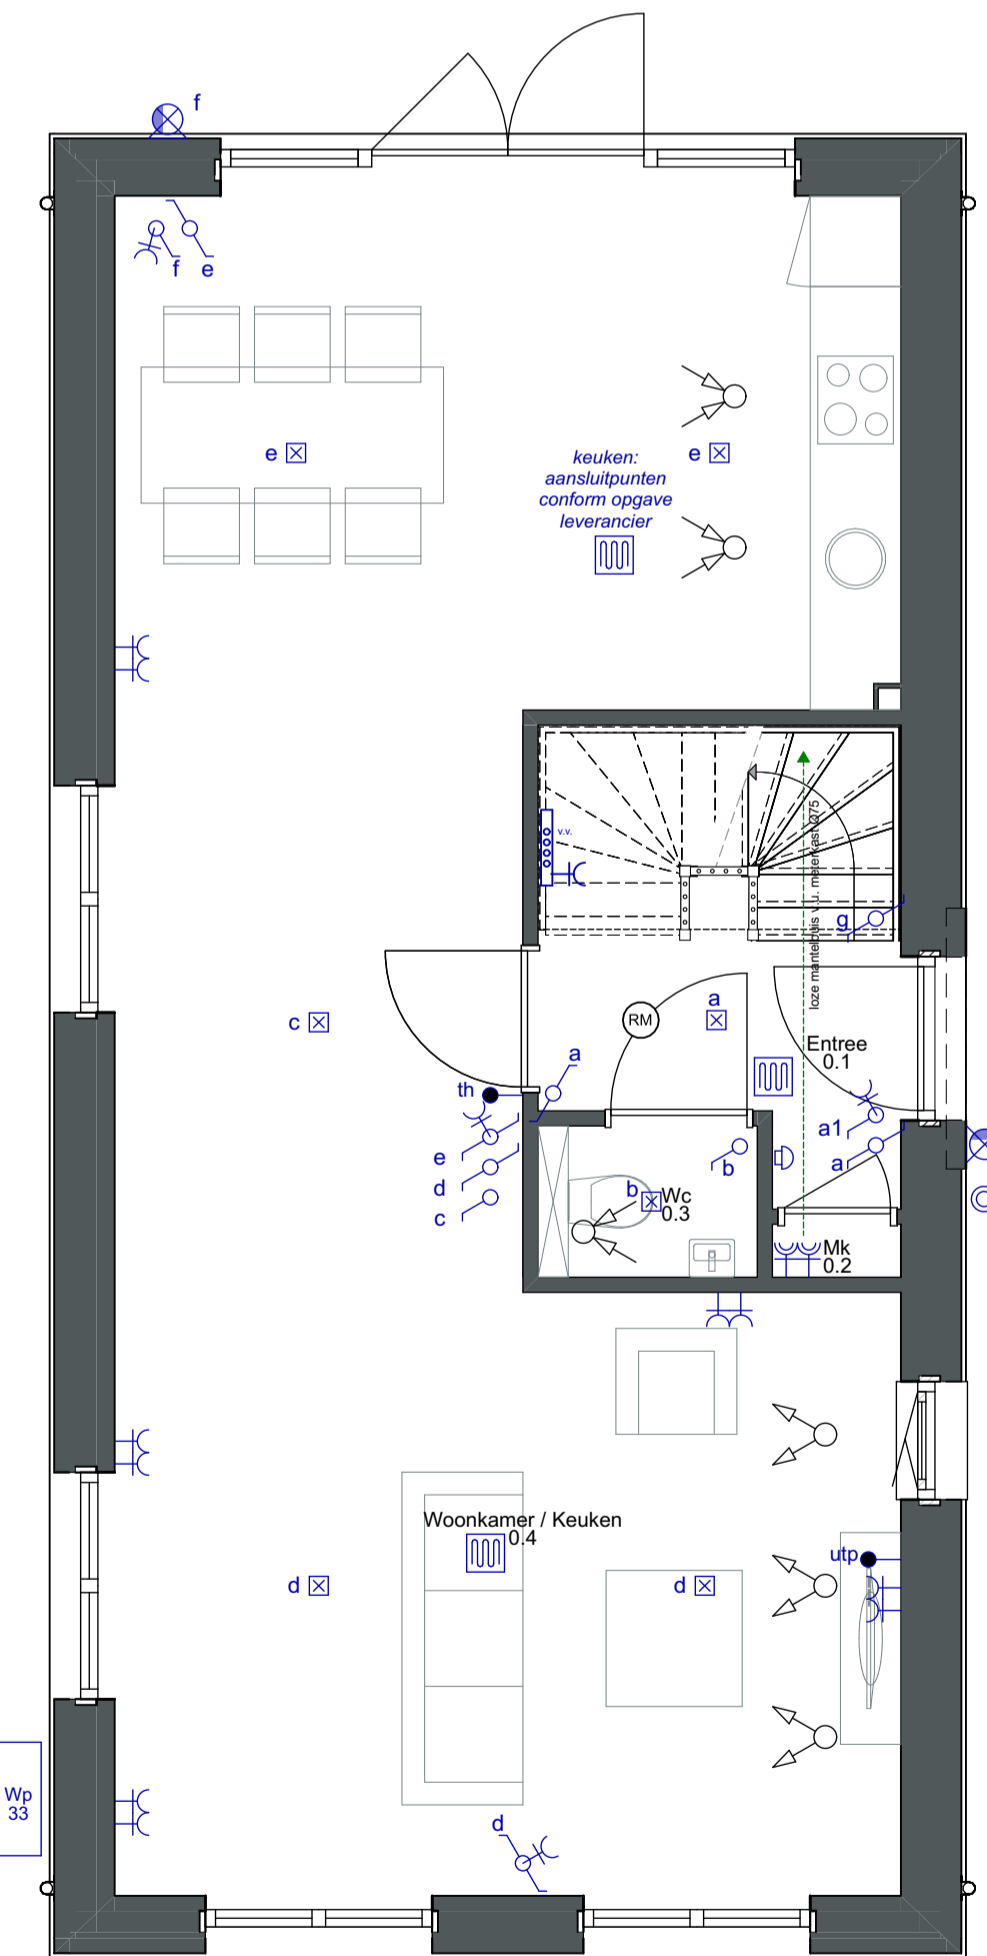 f
f
e
e
keuken:
aansluitpunten
conform opgave
leverancier
e
v.v.
loze mantelbuis v.u. meterkast Ø75
g
c
RM
a
Entree
0.1
th
a
a1
a
e
d
c
b
b
Wc
0.3
Mk
0.2
Woonkamer / Keuken
0.4
utp
d
d
Wp
33
d